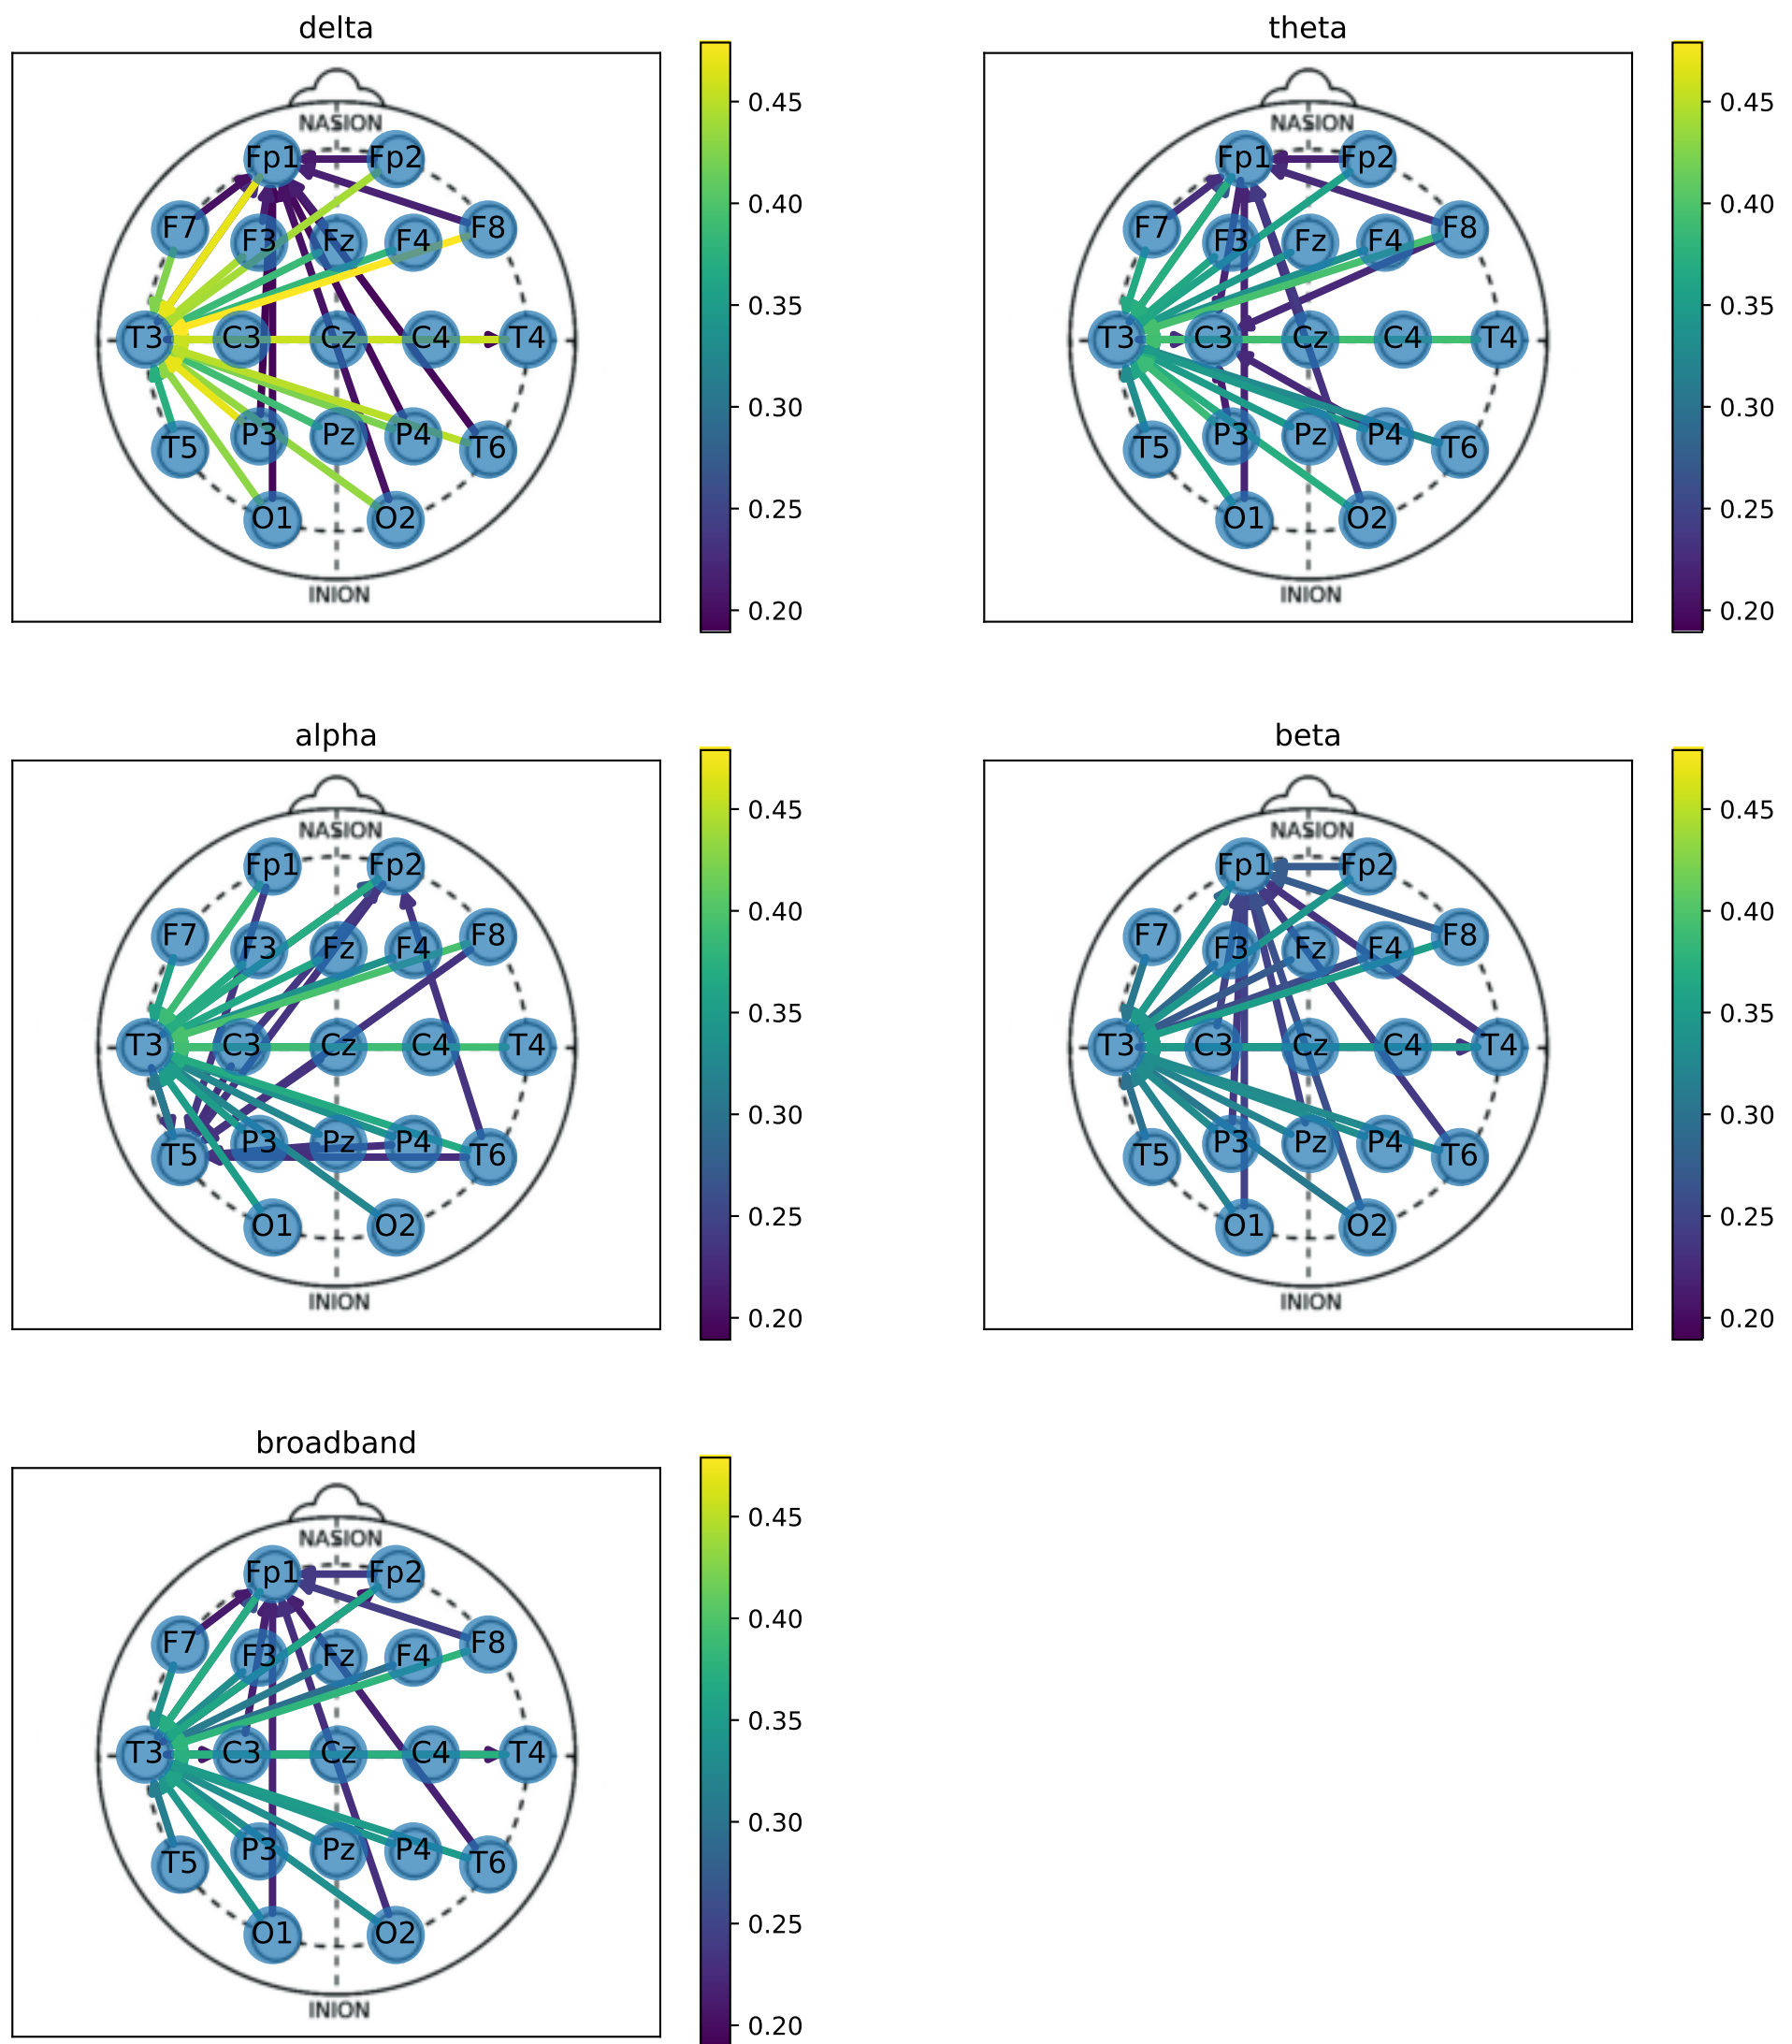 delta
NASION
Fp1 Fp2
F7 F3 Fz F4 F8
T3 C3 Cz C4 T4
T5 P3 Pz P4 T6
O1 O2
INION
0.45
0.40
0.35
0.30
0.25
0.20
theta
NASION
Fp1 Fp2
F7 F3 Fz F4 F8
T3 C3 Cz C4 T4
T5 P3 Pz P4 T6
O1 O2
INION
0.45
0.40
0.35
0.30
0.25
0.20
alpha
NASION
Fp1 Fp2
F7 F3 Fz F4 F8
T3 C3 Cz C4 T4
T5 P3 Pz P4 T6
O1 O2
INION
0.45
0.40
0.35
0.30
0.25
0.20
beta
NASION
Fp1 Fp2
F7 F3 Fz F4 F8
T3 C3 Cz C4 T4
T5 P3 Pz P4 T6
O1 O2
INION
0.45
0.40
0.35
0.30
0.25
0.20
broadband
NASION
Fp1 Fp2
F7 F3 Fz F4 F8
T3 C3 Cz C4 T4
T5 P3 Pz P4 T6
O1 O2
INION
0.45
0.40
0.35
0.30
0.25
0.20